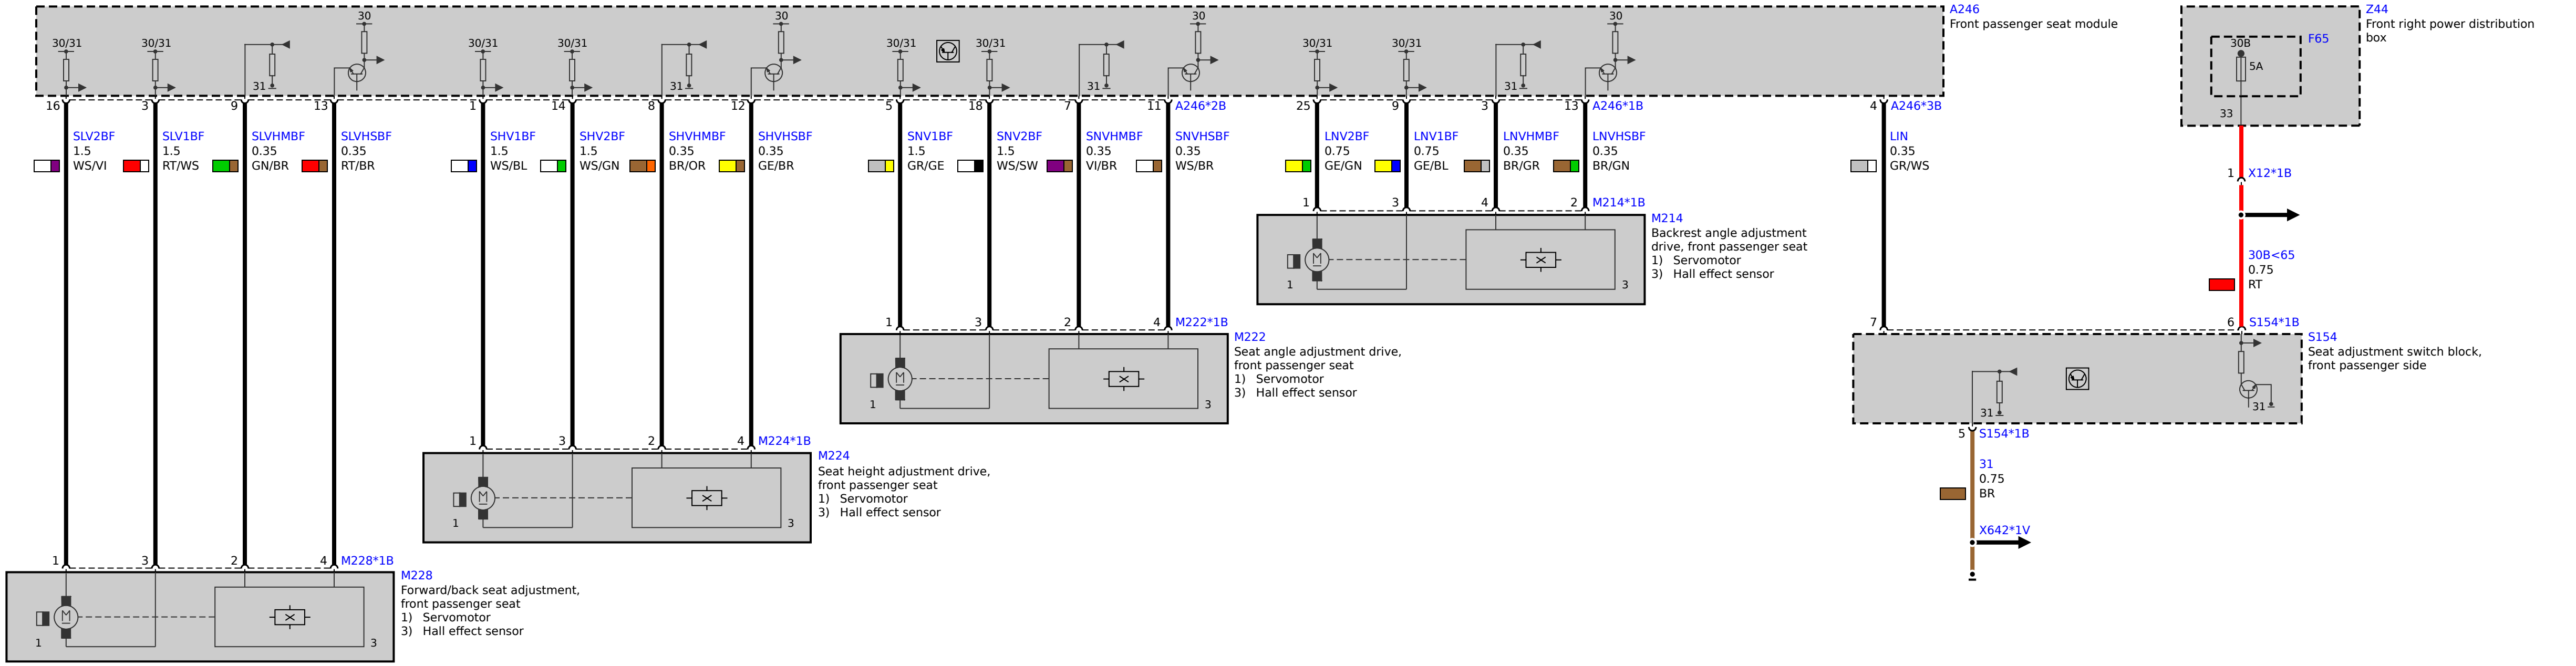 30 30 30 30
A246
Front passenger seat module
30/31 30/31 30/31 30/31 30/31 30/31 30/31 30/31
31 31 31 31
Z44
Front right power distribution
box
30B F65
5A
33
16 3 9 13 1 14 8 12 5 18 7 11 A246*2B 25 9 3 13 A246*1B 4 A246*3B
SLV2BF SLV1BF SLVHMBF SLVHSBF SHV1BF SHV2BF SHVHMBF SHVHSBF SNV1BF SNV2BF SNVHMBF SNVHSBF LNV2BF LNV1BF LNVHMBF LNVHSBF LIN
1.5 1.5 0.35 0.35 1.5 1.5 0.35 0.35 1.5 1.5 0.35 0.35 0.75 0.75 0.35 0.35 0.35
WS/VI RT/WS GN/BR RT/BR WS/BL WS/GN BR/OR GE/BR GR/GE WS/SW VI/BR WS/BR GE/GN GE/BL BR/GR BR/GN GR/WS
1 X12*1B
1 3 4 2 M214*1B
M214
Backrest angle adjustment
drive, front passenger seat
1) Servomotor
3) Hall effect sensor
M
1 3
30B<65
0.75
RT
1 3 2 4 M222*1B
M222
Seat angle adjustment drive,
front passenger seat
1) Servomotor
3) Hall effect sensor
M
1 3
7 6 S154*1B
S154
Seat adjustment switch block,
front passenger side
31 31
5 S154*1B
31
0.75
BR
X642*1V
1 3 2 4 M224*1B
M224
Seat height adjustment drive,
front passenger seat
1) Servomotor
3) Hall effect sensor
M
1 3
1 3 2 4 M228*1B
M228
Forward/back seat adjustment,
front passenger seat
1) Servomotor
3) Hall effect sensor
M
1 3